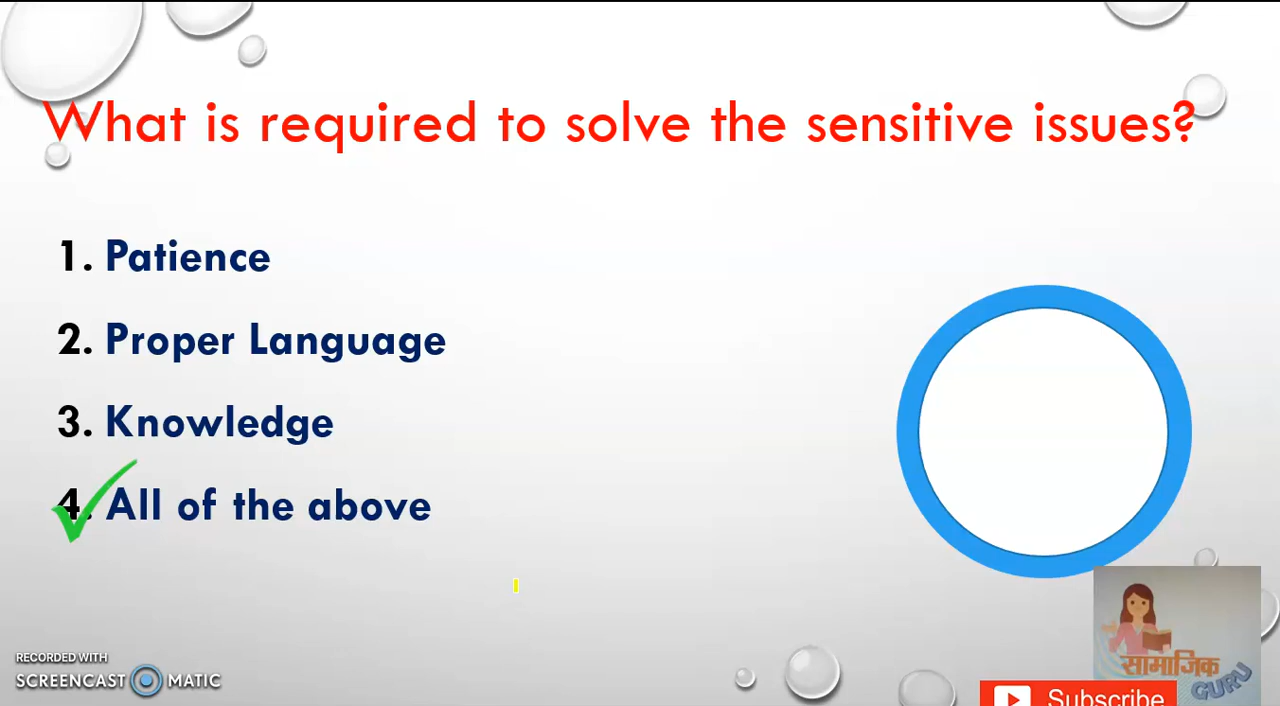 What is required to solve the sensitive issues?
1. Patience
2. Proper Language
3. Knowledge
4. All of the above
RECORDED WITH
SCREENCAST MATIC
सामाजिक
GURU
Subscribe